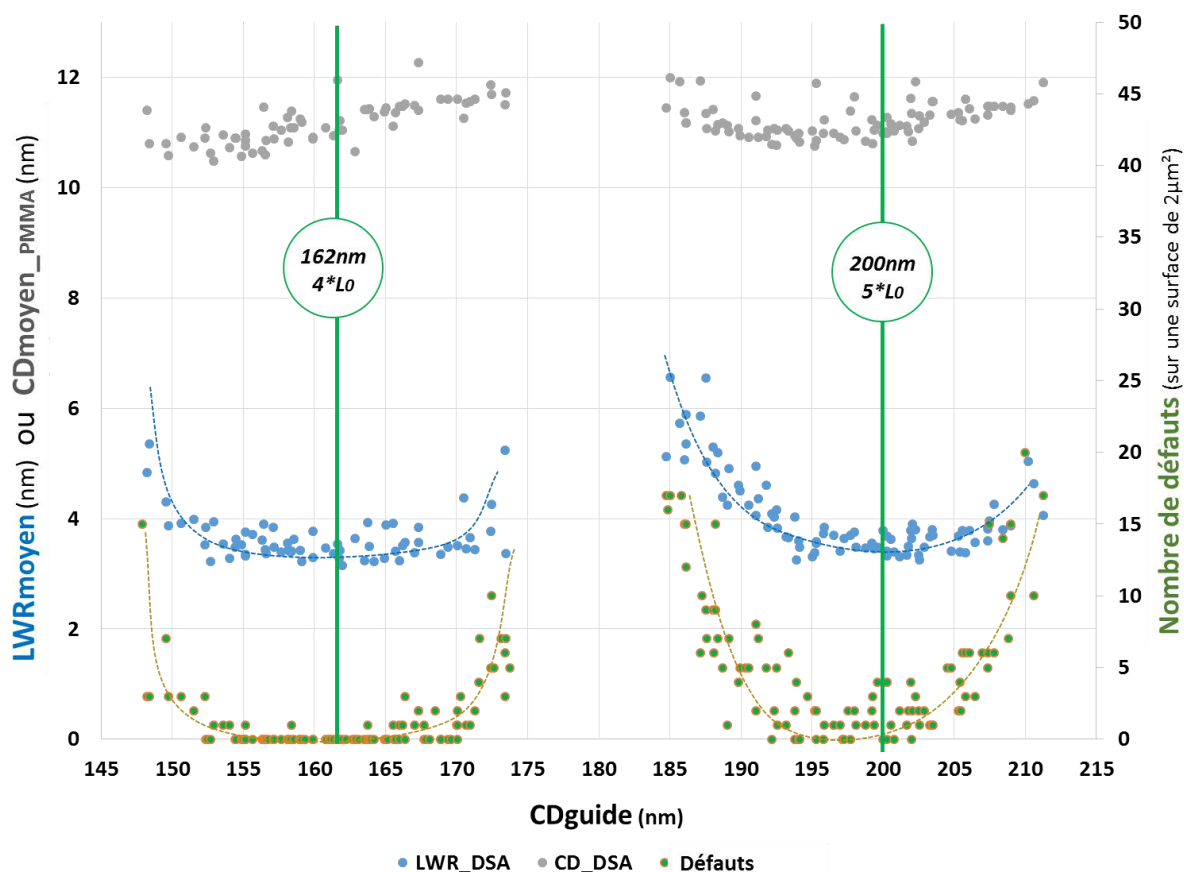 LWRmoyen (nm) ou CDmoyen_PMMA (nm)
12
10
8
6
4
2
0
162nm
4*L0
200nm
5*L0
50
45
40
35
30
25
20
15
10
5
0
Nombre de défauts (sur une surface de 2µm²)
145 150 155 160 165 170 175 180 185 190 195 200 205 210 215
CDguide (nm)
LWR_DSA CD_DSA Défauts